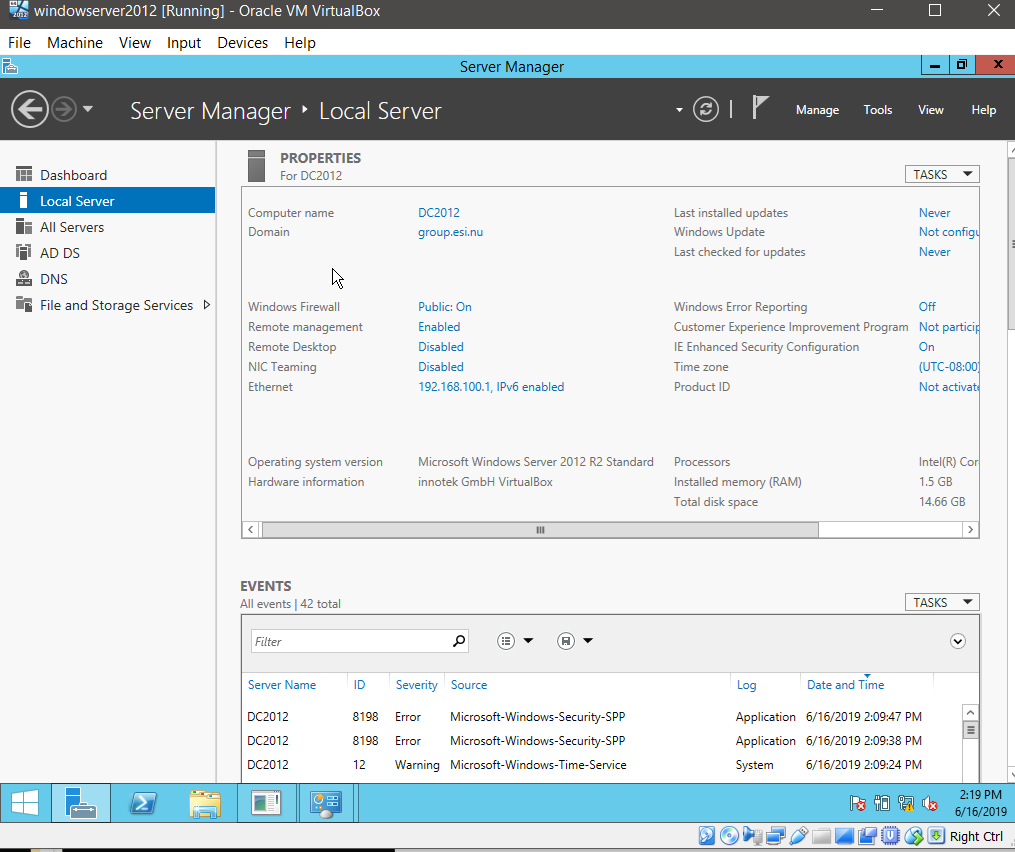 windowserver2012 [Running] - Oracle VM VirtualBox
File Machine View Input Devices Help
Server Manager
Server Manager ‣ Local Server
Manage Tools View Help
Dashboard
Local Server
All Servers
AD DS
DNS
File and Storage Services
PROPERTIES
For DC2012
TASKS
Computer name DC2012 Last installed updates Never
Domain group.esi.nu Windows Update Not configu
Last checked for updates Never
Windows Firewall Public: On Windows Error Reporting Off
Remote management Enabled Customer Experience Improvement Program Not particip
Remote Desktop Disabled IE Enhanced Security Configuration On
NIC Teaming Disabled Time zone (UTC-08:00)
Ethernet 192.168.100.1, IPv6 enabled Product ID Not activate
Operating system version Microsoft Windows Server 2012 R2 Standard Processors Intel(R) Cor
Hardware information innotek GmbH VirtualBox Installed memory (RAM) 1.5 GB
Total disk space 14.66 GB
EVENTS
All events | 42 total
TASKS
Filter
Server Name ID Severity Source Log Date and Time
DC2012 8198 Error Microsoft-Windows-Security-SPP Application 6/16/2019 2:09:47 PM
DC2012 8198 Error Microsoft-Windows-Security-SPP Application 6/16/2019 2:09:38 PM
DC2012 12 Warning Microsoft-Windows-Time-Service System 6/16/2019 2:09:24 PM
2:19 PM
6/16/2019
Right Ctrl